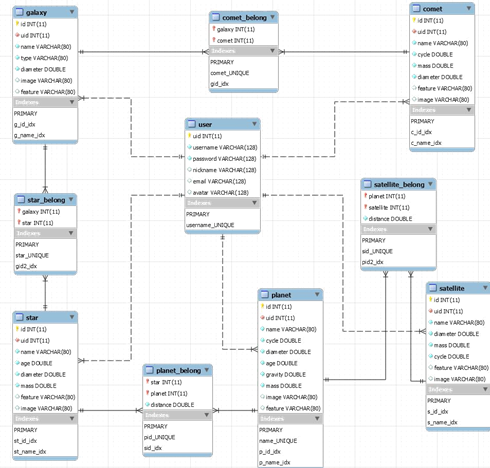 galaxy
id INT(11)
uid INT(11)
name VARCHAR(80)
type VARCHAR(80)
diameter DOUBLE
image VARCHAR(80)
feature VARCHAR(80)
Indexes
PRIMARY
g_id_idx
g_name_idx
comet_belong
galaxy INT(11)
comet INT(11)
Indexes
PRIMARY
comet_UNIQUE
gid_idx
comet
id INT(11)
uid INT(11)
name VARCHAR(80)
cycle DOUBLE
mass DOUBLE
diameter DOUBLE
feature VARCHAR(80)
image VARCHAR(80)
Indexes
PRIMARY
c_id_idx
c_name_idx
user
uid INT(11)
username VARCHAR(128)
password VARCHAR(128)
nickname VARCHAR(128)
email VARCHAR(128)
avatar VARCHAR(128)
Indexes
PRIMARY
username_UNIQUE
star_belong
galaxy INT(11)
star INT(11)
Indexes
PRIMARY
star_UNIQUE
gid2_idx
satellite_belong
planet INT(11)
satellite INT(11)
distance DOUBLE
Indexes
PRIMARY
sid_UNIQUE
pid2_idx
star
id INT(11)
uid INT(11)
name VARCHAR(80)
age DOUBLE
diameter DOUBLE
mass DOUBLE
feature VARCHAR(80)
image VARCHAR(80)
Indexes
PRIMARY
st_id_idx
st_name_idx
planet_belong
star INT(11)
planet INT(11)
distance DOUBLE
Indexes
PRIMARY
pid_UNIQUE
sid_idx
planet
id INT(11)
uid INT(11)
name VARCHAR(80)
cycle DOUBLE
diameter DOUBLE
age DOUBLE
gravity DOUBLE
mass DOUBLE
image VARCHAR(80)
feature VARCHAR(80)
Indexes
PRIMARY
name_UNIQUE
p_id_idx
p_name_idx
satellite
id INT(11)
uid INT(11)
name VARCHAR(80)
diameter DOUBLE
mass DOUBLE
cycle DOUBLE
feature VARCHAR(80)
image VARCHAR(80)
Indexes
PRIMARY
s_id_idx
s_name_idx